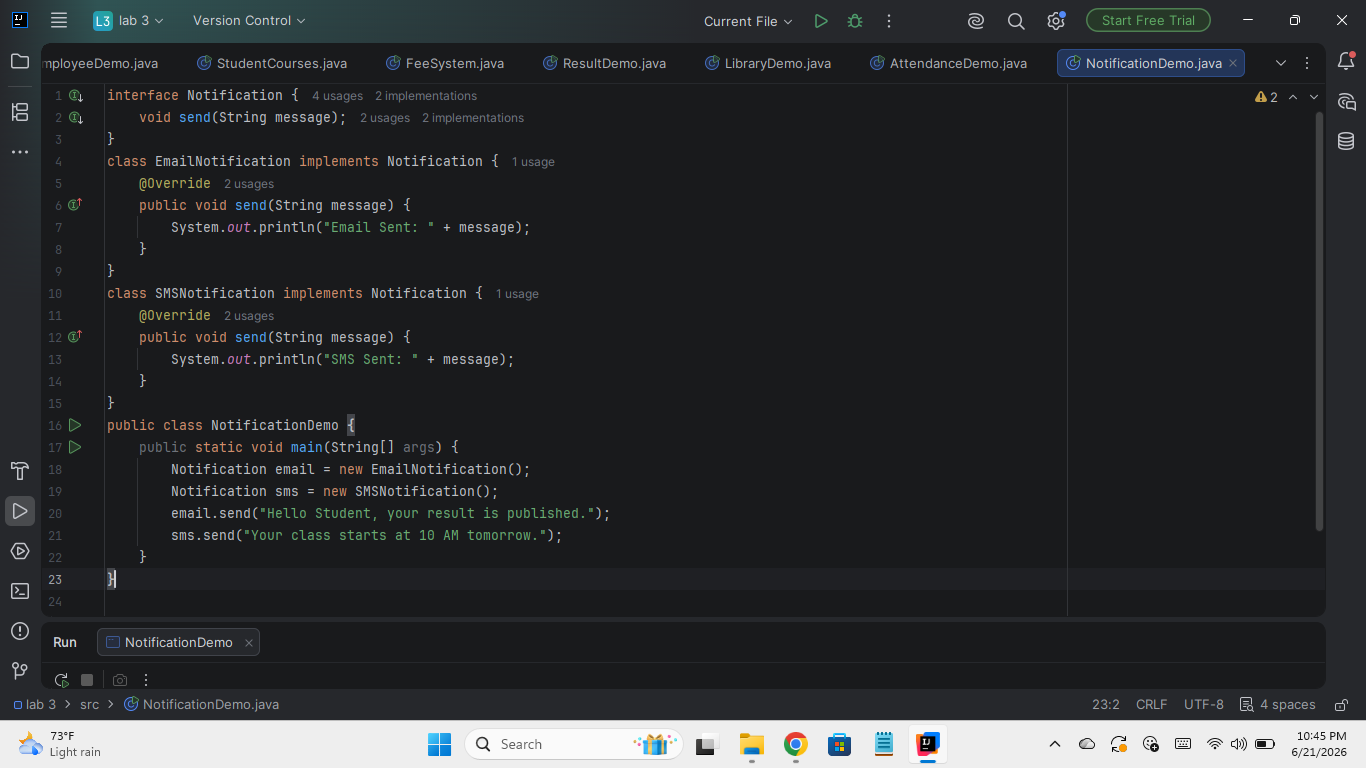 L3 lab 3 Version Control Current File Start Free Trial
mployeeDemo.java StudentCourses.java FeeSystem.java ResultDemo.java LibraryDemo.java AttendanceDemo.java NotificationDemo.java
1 interface Notification { 4 usages 2 implementations 2
2 void send(String message); 2 usages 2 implementations
3 }
4 class EmailNotification implements Notification { 1 usage
5 @Override 2 usages
6 public void send(String message) {
7 System.out.println("Email Sent: " + message);
8 }
9 }
10 class SMSNotification implements Notification { 1 usage
11 @Override 2 usages
12 public void send(String message) {
13 System.out.println("SMS Sent: " + message);
14 }
15 }
16 public class NotificationDemo {
17 public static void main(String[] args) {
18 Notification email = new EmailNotification();
19 Notification sms = new SMSNotification();
20 email.send("Hello Student, your result is published.");
21 sms.send("Your class starts at 10 AM tomorrow.");
22 }
23 }
24
Run NotificationDemo
lab 3 > src > NotificationDemo.java 23:2 CRLF UTF-8 4 spaces
73°F
Light rain
Search
10:45 PM
6/21/2026